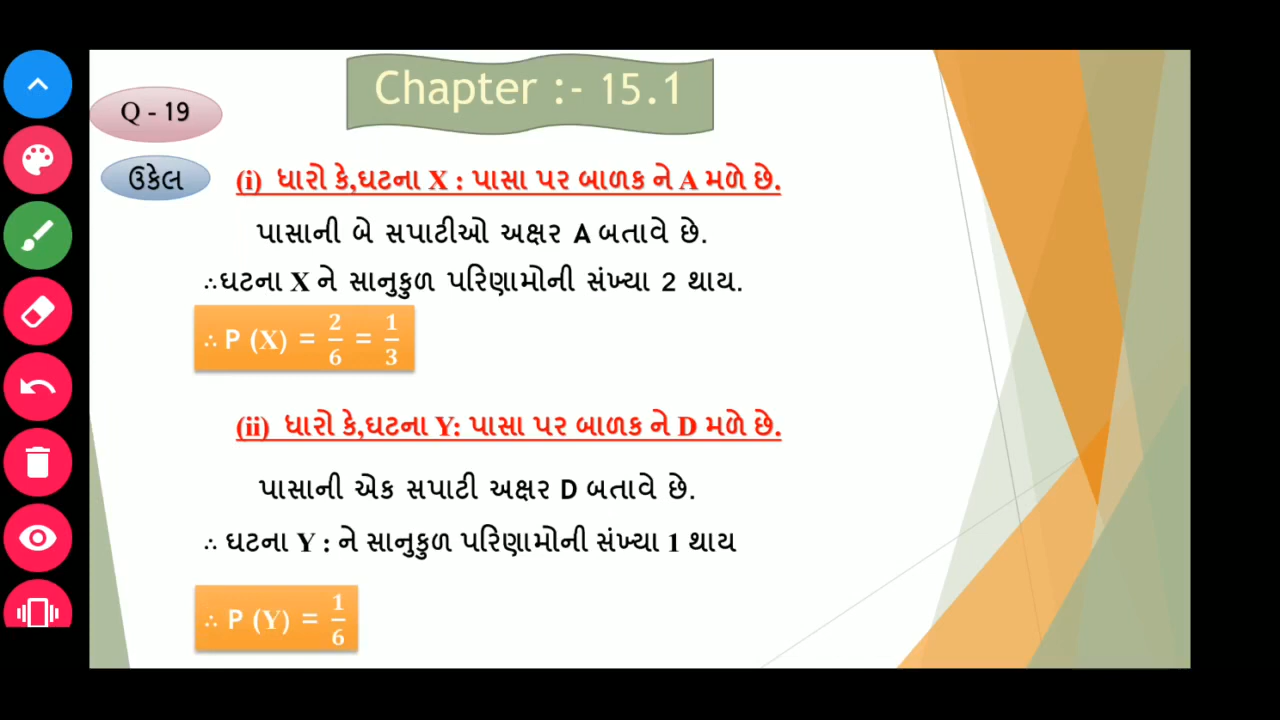 Chapter :- 15.1
Q - 19
ઉકેલ
(i) ધારો કે,ઘટના X : પાસા પર બાળક ને A મળે છે.
પાસાની બે સપાટીઓ અક્ષર A બતાવે છે.
∴ઘટના X ને સાનુકુળ પરિણામોની સંખ્યા 2 થાય.
∴ P (X) = 2/6 = 1/3
(ii) ધારો કે,ઘટના Y: પાસા પર બાળક ને D મળે છે.
પાસાની એક સપાટી અક્ષર D બતાવે છે.
∴ ઘટના Y : ને સાનુકુળ પરિણામોની સંખ્યા 1 થાય
∴ P (Y) = 1/6